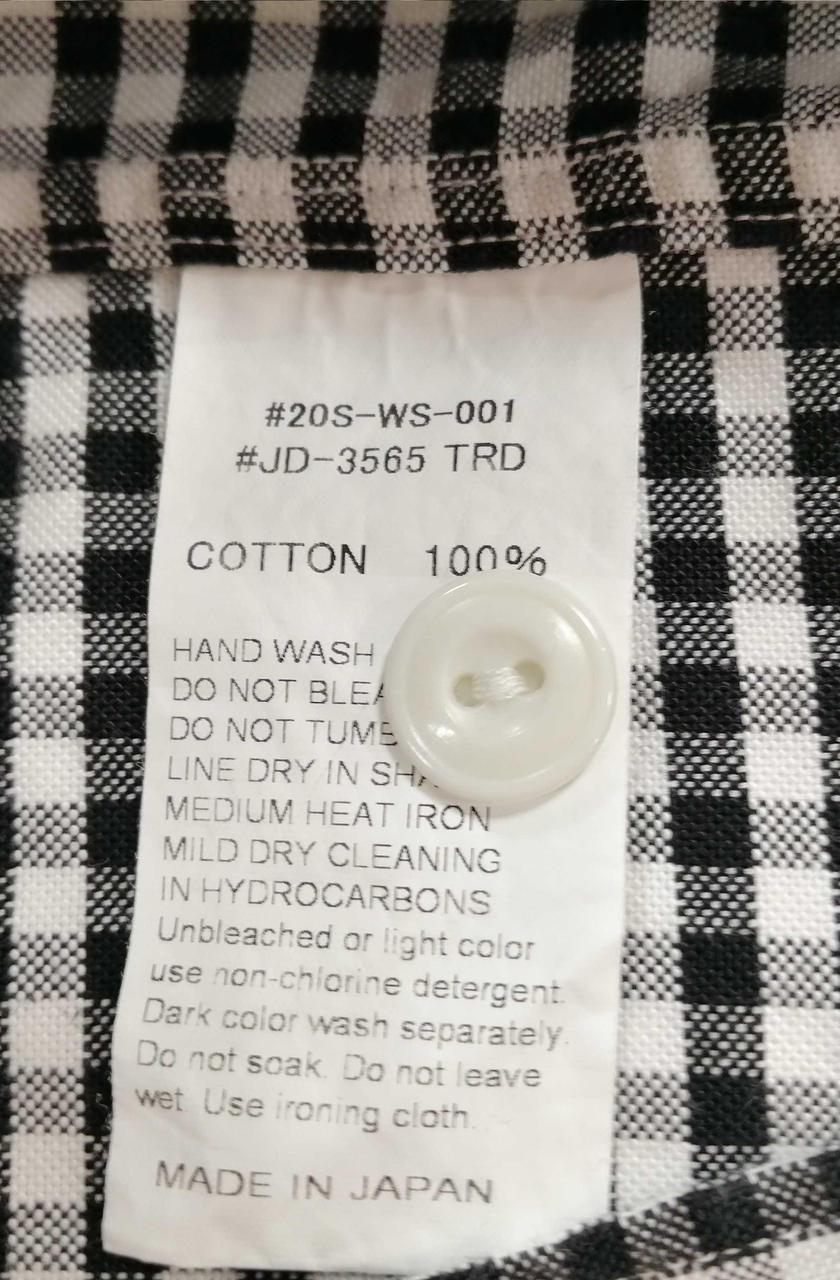 #20S-WS-001
#JD-3565 TRD
COTTON 100%
HAND WASH
DO NOT
DO NOT
LINE DRY IN
MEDIUM HEAT IRON
MILD DRY CLEANING
IN HYDROCARBONS
Unbleached or light color
use non-chlorine detergent.
Dark color wash separately.
Do not soak. Do not leave
wet. Use ironing cloth.
MADE IN JAPAN